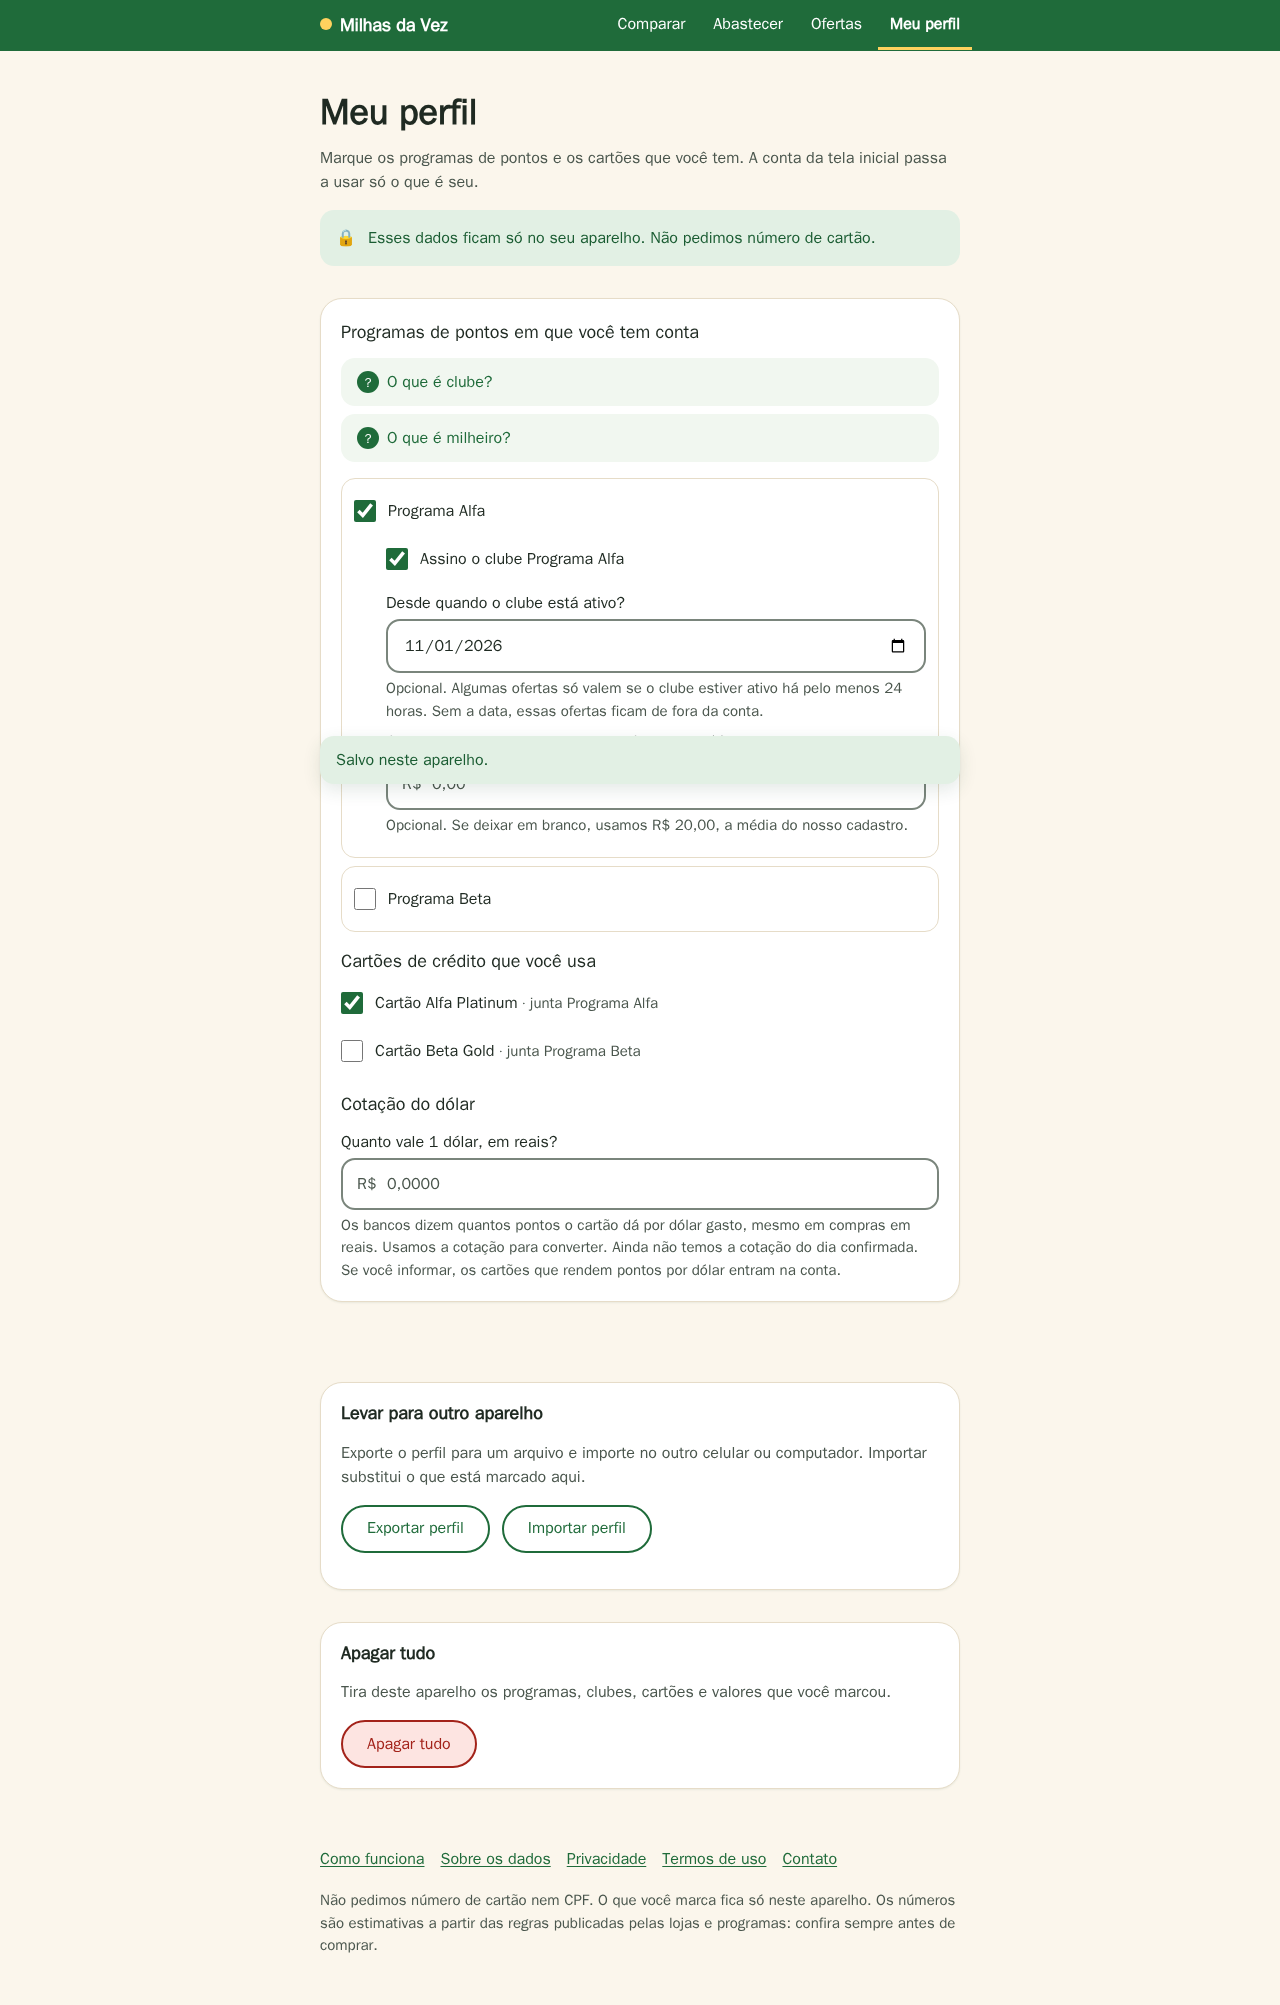 Milhas da Vez
Comparar
Abastecer
Ofertas
Meu perfil
Meu perfil
Marque os programas de pontos e os cartões que você tem. A conta da tela inicial passa
a usar só o que é seu.
Esses dados ficam só no seu aparelho. Não pedimos número de cartão.
Programas de pontos em que você tem conta
? O que é clube?
? O que é milheiro?
Programa Alfa
Assino o clube Programa Alfa
Desde quando o clube está ativo?
11/01/2026
Opcional. Algumas ofertas só valem se o clube estiver ativo há pelo menos 24
horas. Sem a data, essas ofertas ficam de fora da conta.
Salvo neste aparelho.
R$ 0,00
Opcional. Se deixar em branco, usamos R$ 20,00, a média do nosso cadastro.
Programa Beta
Cartões de crédito que você usa
Cartão Alfa Platinum · junta Programa Alfa
Cartão Beta Gold · junta Programa Beta
Cotação do dólar
Quanto vale 1 dólar, em reais?
R$ 0,0000
Os bancos dizem quantos pontos o cartão dá por dólar gasto, mesmo em compras em
reais. Usamos a cotação para converter. Ainda não temos a cotação do dia confirmada.
Se você informar, os cartões que rendem pontos por dólar entram na conta.
Levar para outro aparelho
Exporte o perfil para um arquivo e importe no outro celular ou computador. Importar
substitui o que está marcado aqui.
Exportar perfil
Importar perfil
Apagar tudo
Tira deste aparelho os programas, clubes, cartões e valores que você marcou.
Apagar tudo
Como funciona
Sobre os dados
Privacidade
Termos de uso
Contato
Não pedimos número de cartão nem CPF. O que você marca fica só neste aparelho. Os números
são estimativas a partir das regras publicadas pelas lojas e programas: confira sempre antes de
comprar.